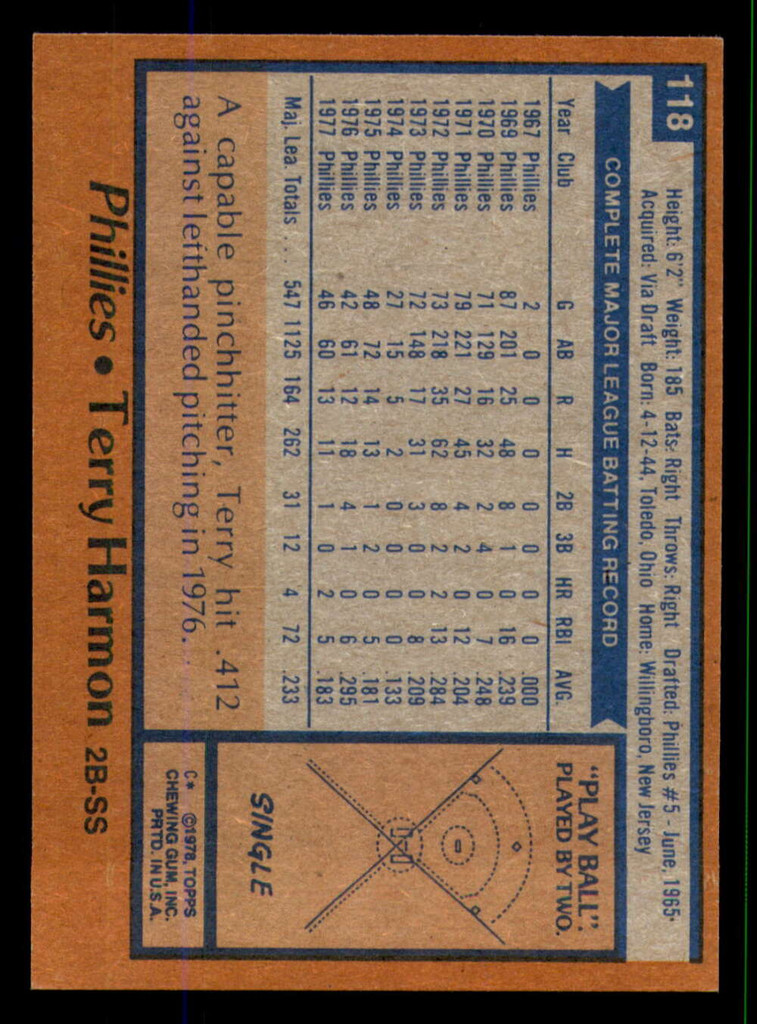 118
Height: 6'2" Weight: 185 Bats: Right Throws: Right Drafted: Phillies #5 - June, 1965·
Acquired: Via Draft Born: 4-12-44, Toledo, Ohio Home: Willingboro, New Jersey
COMPLETE MAJOR LEAGUE BATTING RECORD
Year Club G AB R H 2B 3B HR RBI AVG.
1967 Phillies 2 0 0 0 0 0 0 0 .000
1969 Phillies 87 201 25 48 8 1 0 16 .239
1970 Phillies 71 129 16 32 2 4 0 7 .248
1971 Phillies 79 221 27 45 4 2 0 12 .204
1972 Phillies 73 218 35 62 8 2 2 13 .284
1973 Phillies 72 148 17 31 3 0 0 8 .209
1974 Phillies 27 15 5 2 0 0 0 0 .133
1975 Phillies 48 72 14 13 1 2 0 5 .181
1976 Phillies 42 61 12 18 4 1 0 6 .295
1977 Phillies 46 60 13 11 1 0 2 5 .183
Maj. Lea. Totals . . . 547 1125 164 262 31 12 4 72 .233
A capable pinchhitter, Terry hit .412
against lefthanded pitching in 1976.
"PLAY BALL":
PLAYED BY TWO.
SINGLE
C* ©1978, TOPPS
CHEWING GUM, INC.
PRTD. IN U.S.A.
Phillies • Terry Harmon 2B-SS